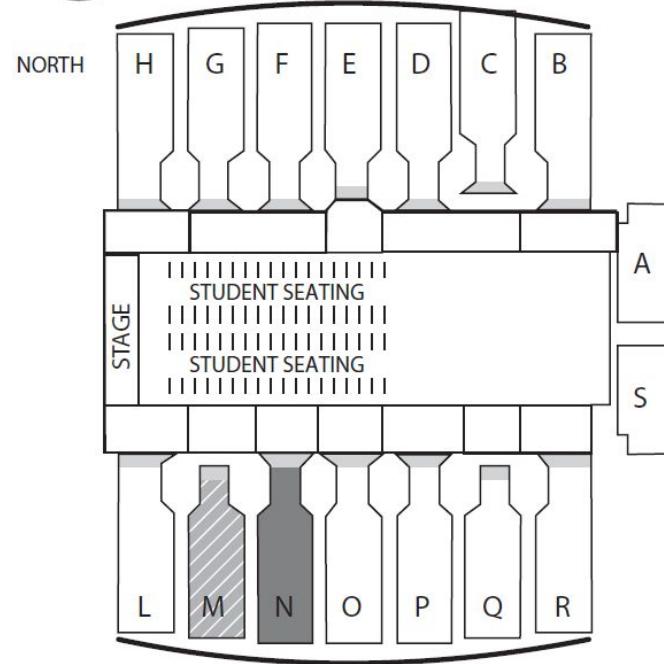 NORTH H G F E D C B
A
STUDENT SEATING
STAGE
STUDENT SEATING
S
L M N O P Q R